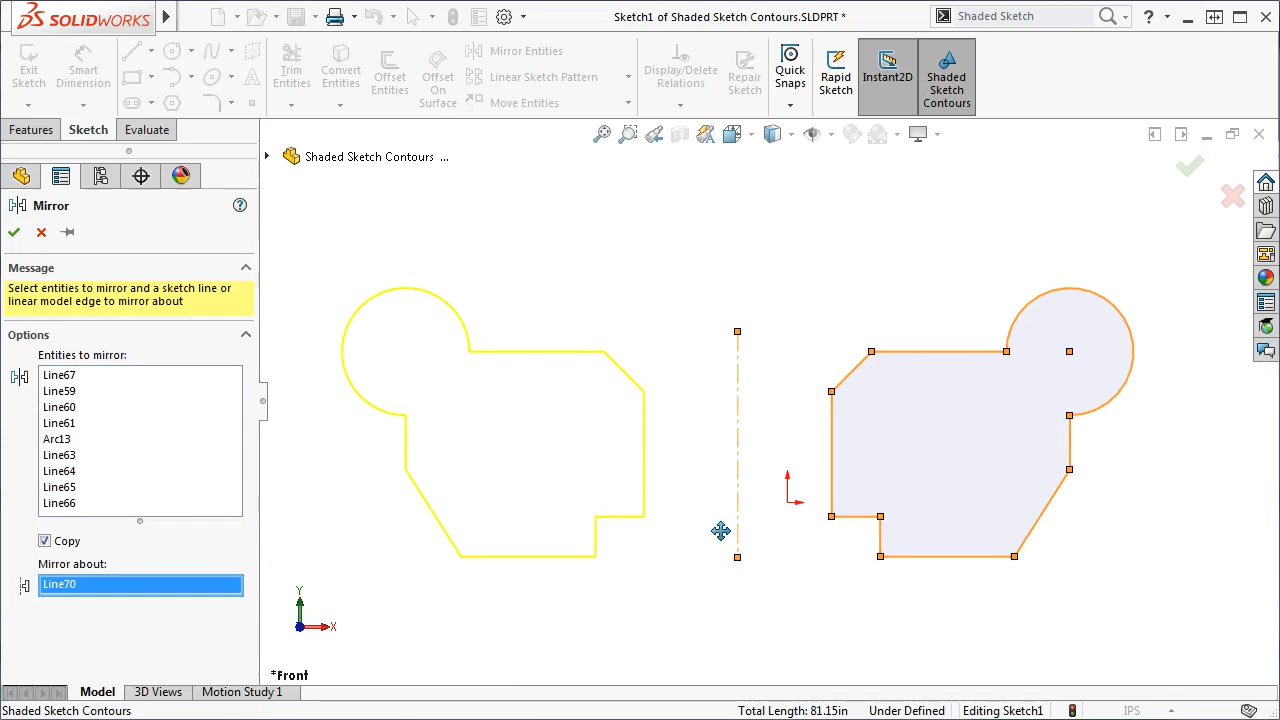 SOLIDWORKS
Sketch1 of Shaded Sketch Contours.SLDPRT *
Shaded Sketch
Exit
Sketch
Smart
Dimension
Trim
Entities
Convert
Entities
Offset
Entities
Offset
On
Surface
Mirror Entities
Linear Sketch Pattern
Move Entities
Display/Delete
Relations
Repair
Sketch
Quick
Snaps
Rapid
Sketch
Instant2D
Shaded
Sketch
Contours
Features
Sketch
Evaluate
Shaded Sketch Contours ...
Mirror
Message
Select entities to mirror and a sketch line or
linear model edge to mirror about
Options
Entities to mirror:
Line67
Line59
Line60
Line61
Arc13
Line63
Line64
Line65
Line66
Copy
Mirror about:
Line70
Y
X
*Front
Model
3D Views
Motion Study 1
Shaded Sketch Contours
Total Length: 81.15in
Under Defined
Editing Sketch1
IPS